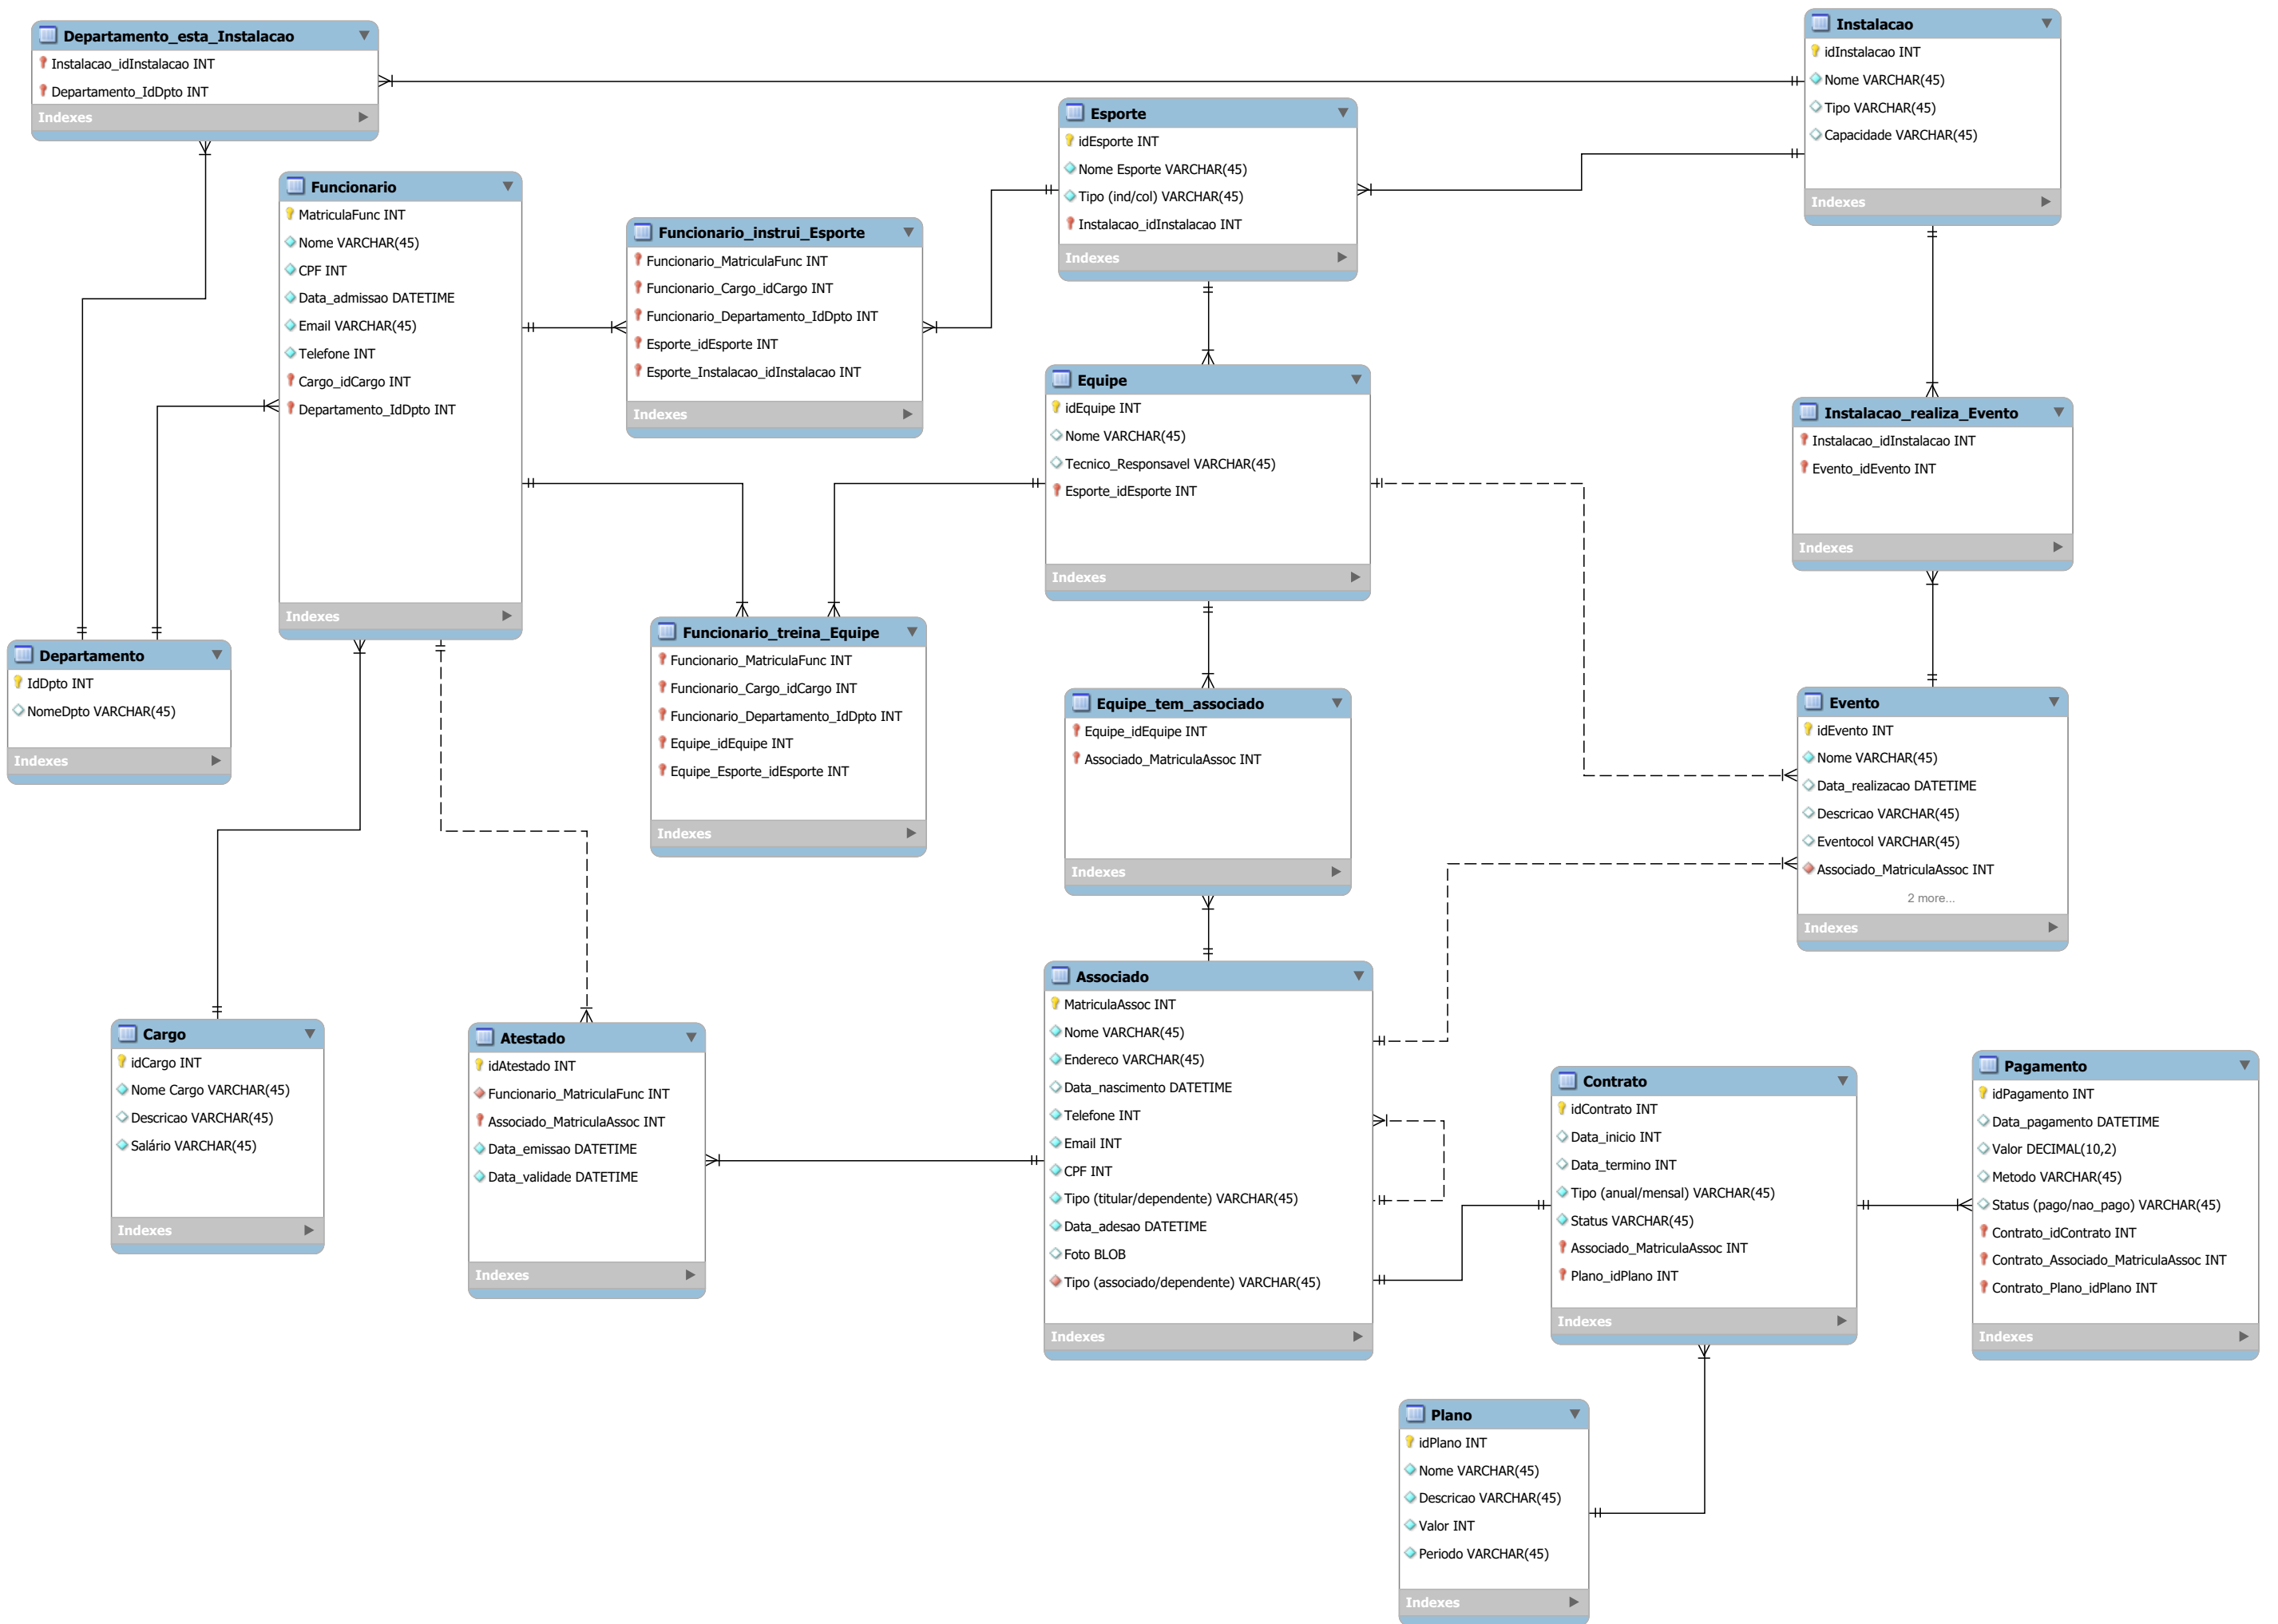 Departamento_esta_Instalacao
Instalacao_idInstalacao INT
Departamento_IdDpto INT
Indexes
Instalacao
idInstalacao INT
Nome VARCHAR(45)
Tipo VARCHAR(45)
Capacidade VARCHAR(45)
Indexes
Esporte
idEsporte INT
Nome Esporte VARCHAR(45)
Tipo (ind/col) VARCHAR(45)
Instalacao_idInstalacao INT
Indexes
Funcionario
MatriculaFunc INT
Nome VARCHAR(45)
CPF INT
Data_admissao DATETIME
Email VARCHAR(45)
Telefone INT
Cargo_idCargo INT
Departamento_IdDpto INT
Indexes
Funcionario_instrui_Esporte
Funcionario_MatriculaFunc INT
Funcionario_Cargo_idCargo INT
Funcionario_Departamento_IdDpto INT
Esporte_idEsporte INT
Esporte_Instalacao_idInstalacao INT
Indexes
Equipe
idEquipe INT
Nome VARCHAR(45)
Tecnico_Responsavel VARCHAR(45)
Esporte_idEsporte INT
Indexes
Instalacao_realiza_Evento
Instalacao_idInstalacao INT
Evento_idEvento INT
Indexes
Departamento
IdDpto INT
NomeDpto VARCHAR(45)
Indexes
Funcionario_treina_Equipe
Funcionario_MatriculaFunc INT
Funcionario_Cargo_idCargo INT
Funcionario_Departamento_IdDpto INT
Equipe_idEquipe INT
Equipe_Esporte_idEsporte INT
Indexes
Equipe_tem_associado
Equipe_idEquipe INT
Associado_MatriculaAssoc INT
Indexes
Evento
idEvento INT
Nome VARCHAR(45)
Data_realizacao DATETIME
Descricao VARCHAR(45)
Eventocol VARCHAR(45)
Associado_MatriculaAssoc INT
2 more...
Indexes
Cargo
idCargo INT
Nome Cargo VARCHAR(45)
Descricao VARCHAR(45)
Salário VARCHAR(45)
Indexes
Atestado
idAtestado INT
Funcionario_MatriculaFunc INT
Associado_MatriculaAssoc INT
Data_emissao DATETIME
Data_validade DATETIME
Indexes
Associado
MatriculaAssoc INT
Nome VARCHAR(45)
Endereco VARCHAR(45)
Data_nascimento DATETIME
Telefone INT
Email INT
CPF INT
Tipo (titular/dependente) VARCHAR(45)
Data_adesao DATETIME
Foto BLOB
Tipo (associado/dependente) VARCHAR(45)
Indexes
Contrato
idContrato INT
Data_inicio INT
Data_termino INT
Tipo (anual/mensal) VARCHAR(45)
Status VARCHAR(45)
Associado_MatriculaAssoc INT
Plano_idPlano INT
Indexes
Pagamento
idPagamento INT
Data_pagamento DATETIME
Valor DECIMAL(10,2)
Metodo VARCHAR(45)
Status (pago/nao_pago) VARCHAR(45)
Contrato_idContrato INT
Contrato_Associado_MatriculaAssoc INT
Contrato_Plano_idPlano INT
Indexes
Plano
idPlano INT
Nome VARCHAR(45)
Descricao VARCHAR(45)
Valor INT
Periodo VARCHAR(45)
Indexes